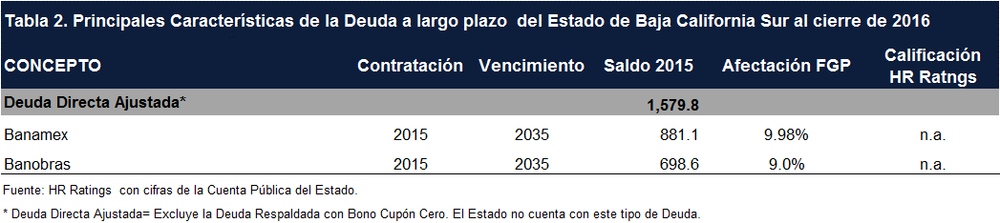 Tabla 2. Principales Características de la Deuda a largo plazo del Estado de Baja California Sur al cierre de 2016
CONCEPTO Contratación Vencimiento Saldo 2015 Afectación FGP Calificación HR Ratngs
Deuda Directa Ajustada* 1,579.8
Banamex 2015 2035 881.1 9.98% n.a.
Banobras 2015 2035 698.6 9.0% n.a.
Fuente: HR Ratings con cifras de la Cuenta Pública del Estado.
* Deuda Directa Ajustada= Excluye la Deuda Respaldada con Bono Cupón Cero. El Estado no cuenta con este tipo de Deuda.